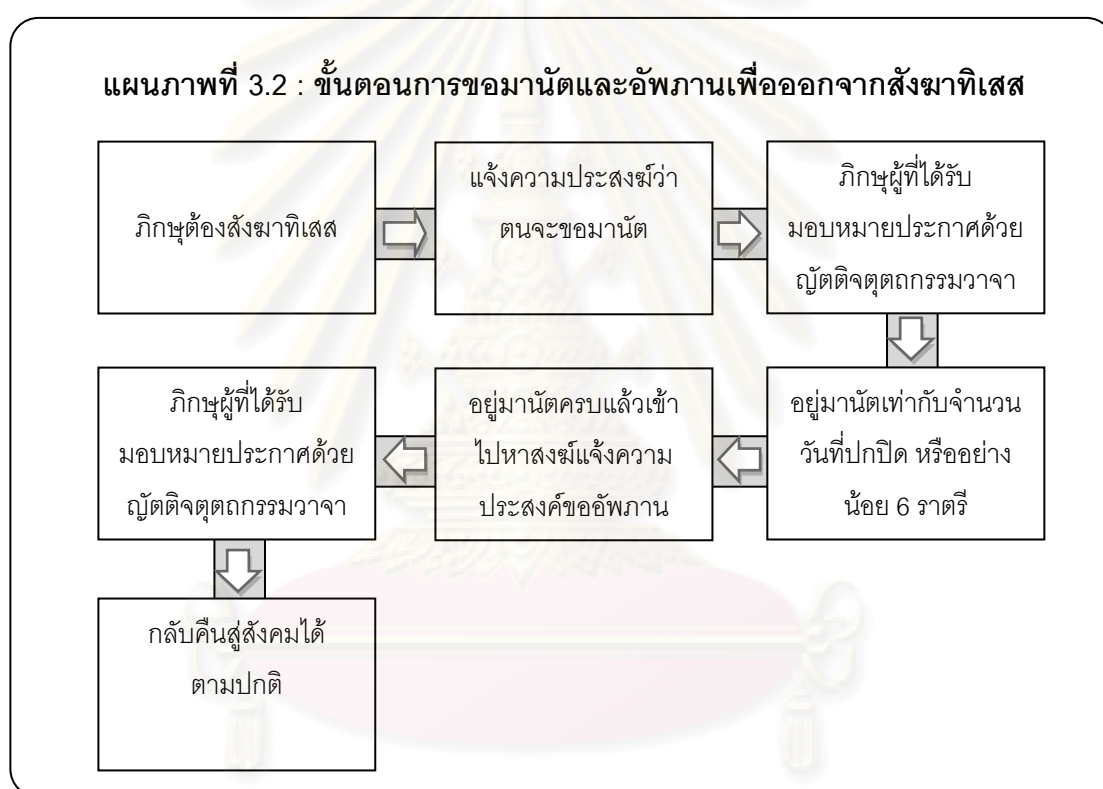 แผนภาพที่ 3.2 : ขั้นตอนการขอมานัตและอัพภานเพื่อออกจากสังฆาทิเสส
ภิกษุต้องสังฆาทิเสส
แจ้งความประสงฆ์ว่า
ตนจะขอมานัต
ภิกษุผู้ที่ได้รับ
มอบหมายประกาศด้วย
ญัตติจตุตถกรรมวาจา
อยู่มานัตเท่ากับจำนวน
วันที่ปกปิด หรืออย่าง
น้อย 6 ราตรี
อยู่มานัตครบแล้วเข้า
ไปหาสงฆ์แจ้งความ
ประสงค์ขออัพภาน
ภิกษุผู้ที่ได้รับ
มอบหมายประกาศด้วย
ญัตติจตุตถกรรมวาจา
กลับคืนสู่สังคมได้
ตามปกติ